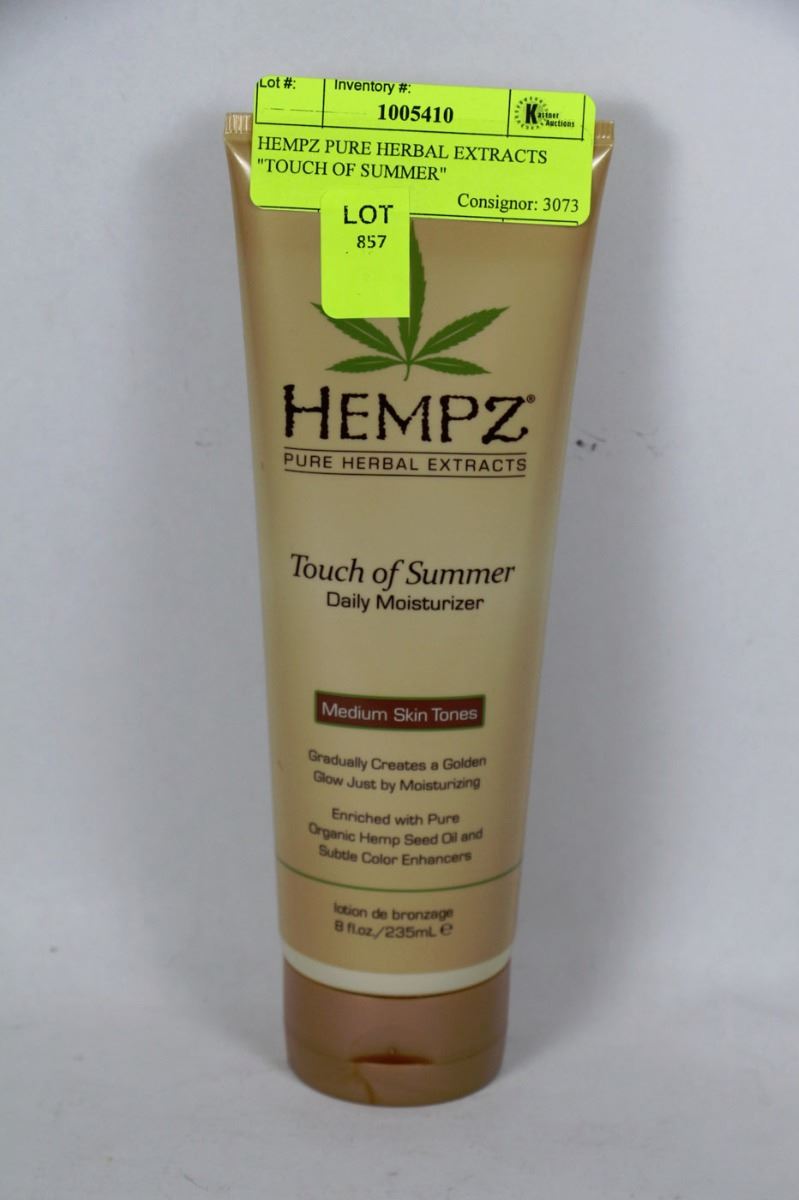 Lot #: Inventory #:
1005410
Kastner
Auctions
HEMPZ PURE HERBAL EXTRACTS
"TOUCH OF SUMMER"
Consignor: 3073
LOT
857
HEMPZ®
PURE HERBAL EXTRACTS
Touch of Summer
Daily Moisturizer
Medium Skin Tones
Gradually Creates a Golden
Glow Just by Moisturizing
Enriched with Pure
Organic Hemp Seed Oil and
Subtle Color Enhancers
lotion de bronzage
8 fl.oz./235mL ℮